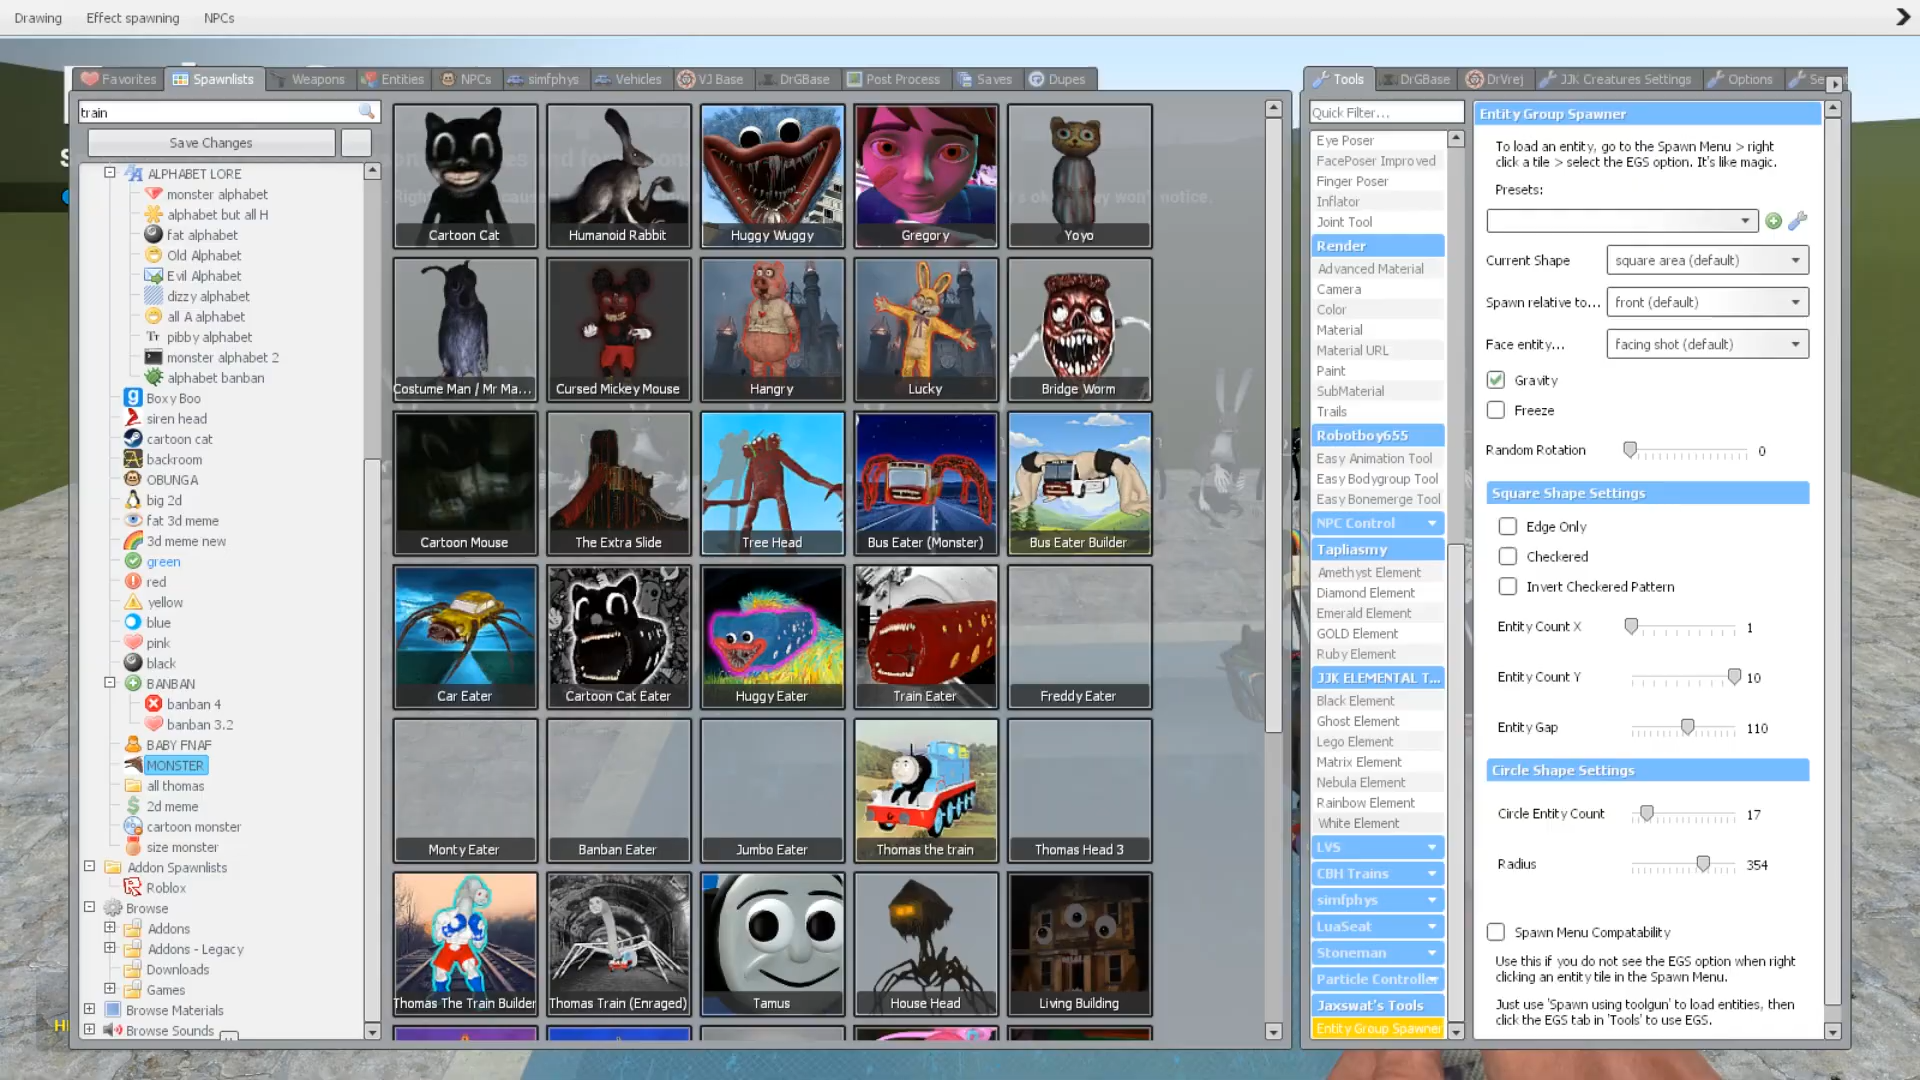 Drawing Effect spawning NPCs
Favorites Spawnlists Weapons Entities NPCs simfphys Vehicles VJ Base DrGBase Post Process Saves Dupes
train
Save Changes
ALPHABET LORE
monster alphabet
alphabet but all H
fat alphabet
Old Alphabet
Evil Alphabet
dizzy alphabet
all A alphabet
pibby alphabet
monster alphabet 2
alphabet banban
Boxy Boo
siren head
cartoon cat
backroom
OBUNGA
big 2d
fat 3d meme
3d meme new
green
red
yellow
blue
pink
black
BANBAN
banban 4
banban 3.2
BABY FNAF
MONSTER
all thomas
2d meme
cartoon monster
size monster
Addon Spawnlists
Roblox
Browse
Addons
Addons - Legacy
Downloads
Games
Browse Materials
Browse Sounds
Cartoon Cat Humanoid Rabbit Huggy Wuggy Gregory Yoyo
Costume Man / Mr Ma... Cursed Mickey Mouse Hangry Lucky Bridge Worm
Cartoon Mouse The Extra Slide Tree Head Bus Eater (Monster) Bus Eater Builder
Car Eater Cartoon Cat Eater Huggy Eater Train Eater Freddy Eater
Monty Eater Banban Eater Jumbo Eater Thomas the train Thomas Head 3
Thomas The Train Builder Thomas Train (Enraged) Tamus House Head Living Building
Tools DrGBase DrVrej JJK Creatures Settings Options Se
Quick Filter...
Eye Poser
FacePoser Improved
Finger Poser
Inflator
Joint Tool
Render
Advanced Material
Camera
Color
Material
Material URL
Paint
SubMaterial
Trails
Robotboy655
Easy Animation Tool
Easy Bodygroup Tool
Easy Bonemerge Tool
NPC Control
Tapliasmy
Amethyst Element
Diamond Element
Emerald Element
GOLD Element
Ruby Element
JJK ELEMENTAL T...
Black Element
Ghost Element
Lego Element
Matrix Element
Nebula Element
Rainbow Element
White Element
LVS
CBH Trains
simfphys
LuaSeat
Stoneman
Particle Controller
Jaxswat's Tools
Entity Group Spawner
Entity Group Spawner
To load an entity, go to the Spawn Menu > right
click a tile > select the EGS option. It's like magic.
Presets:
Current Shape square area (default)
Spawn relative to... front (default)
Face entity... facing shot (default)
Gravity
Freeze
Random Rotation 0
Square Shape Settings
Edge Only
Checkered
Invert Checkered Pattern
Entity Count X 1
Entity Count Y 10
Entity Gap 110
Circle Shape Settings
Circle Entity Count 17
Radius 354
Spawn Menu Compatability
Use this if you do not see the EGS option when right
clicking an entity tile in the Spawn Menu.
Just use 'Spawn using toolgun' to load entities, then
click the EGS tab in 'Tools' to use EGS.